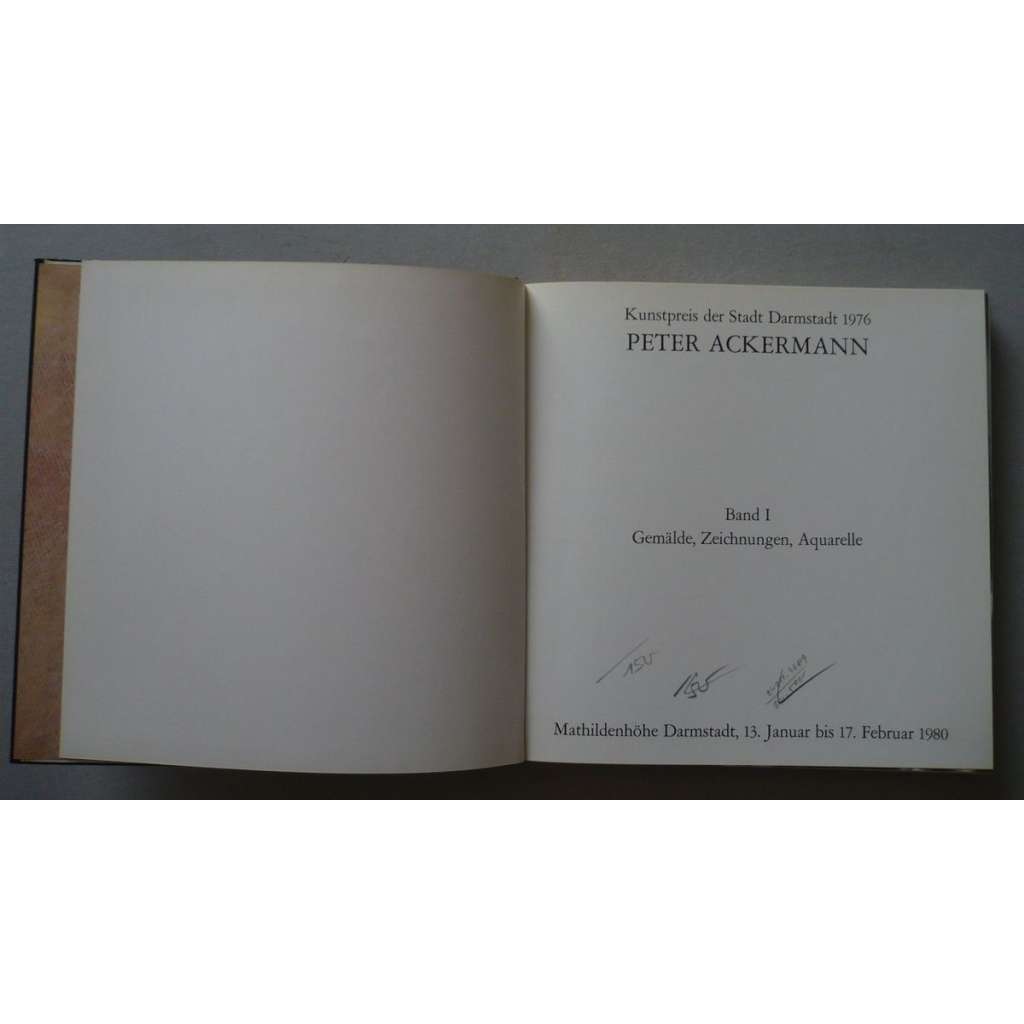 Kunstpreis der Stadt Darmstadt 1976
PETER ACKERMANN
Band I
Gemälde, Zeichnungen, Aquarelle
Mathildenhöhe Darmstadt, 13. Januar bis 17. Februar 1980